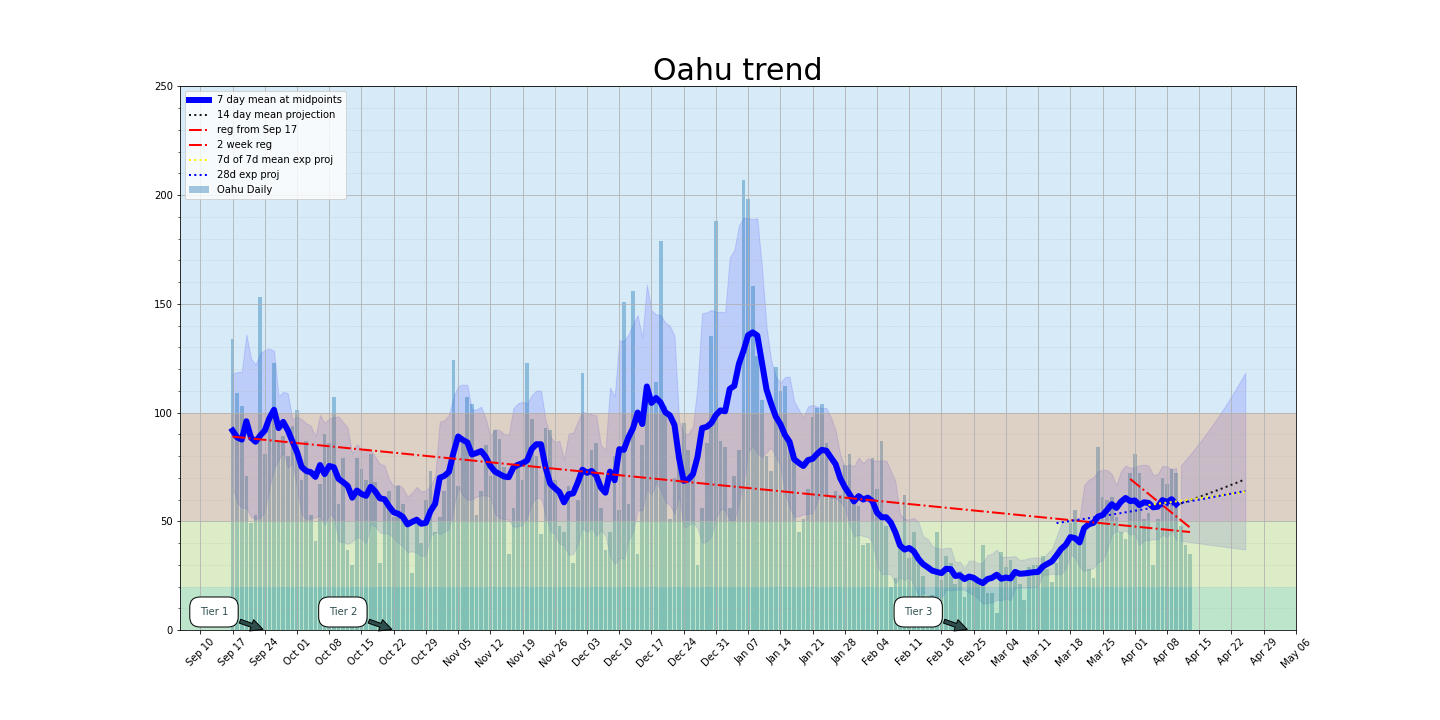 Oahu trend
250
200
150
100
50
0
7 day mean at midpoints
14 day mean projection
reg from Sep 17
2 week reg
7d of 7d mean exp proj
28d exp proj
Oahu Daily
Tier 1
Tier 2
Tier 3
Sep 10
Sep 17
Sep 24
Oct 01
Oct 08
Oct 15
Oct 22
Oct 29
Nov 05
Nov 12
Nov 19
Nov 26
Dec 03
Dec 10
Dec 17
Dec 24
Dec 31
Jan 07
Jan 14
Jan 21
Jan 28
Feb 04
Feb 11
Feb 18
Feb 25
Mar 04
Mar 11
Mar 18
Mar 25
Apr 01
Apr 08
Apr 15
Apr 22
Apr 29
May 06